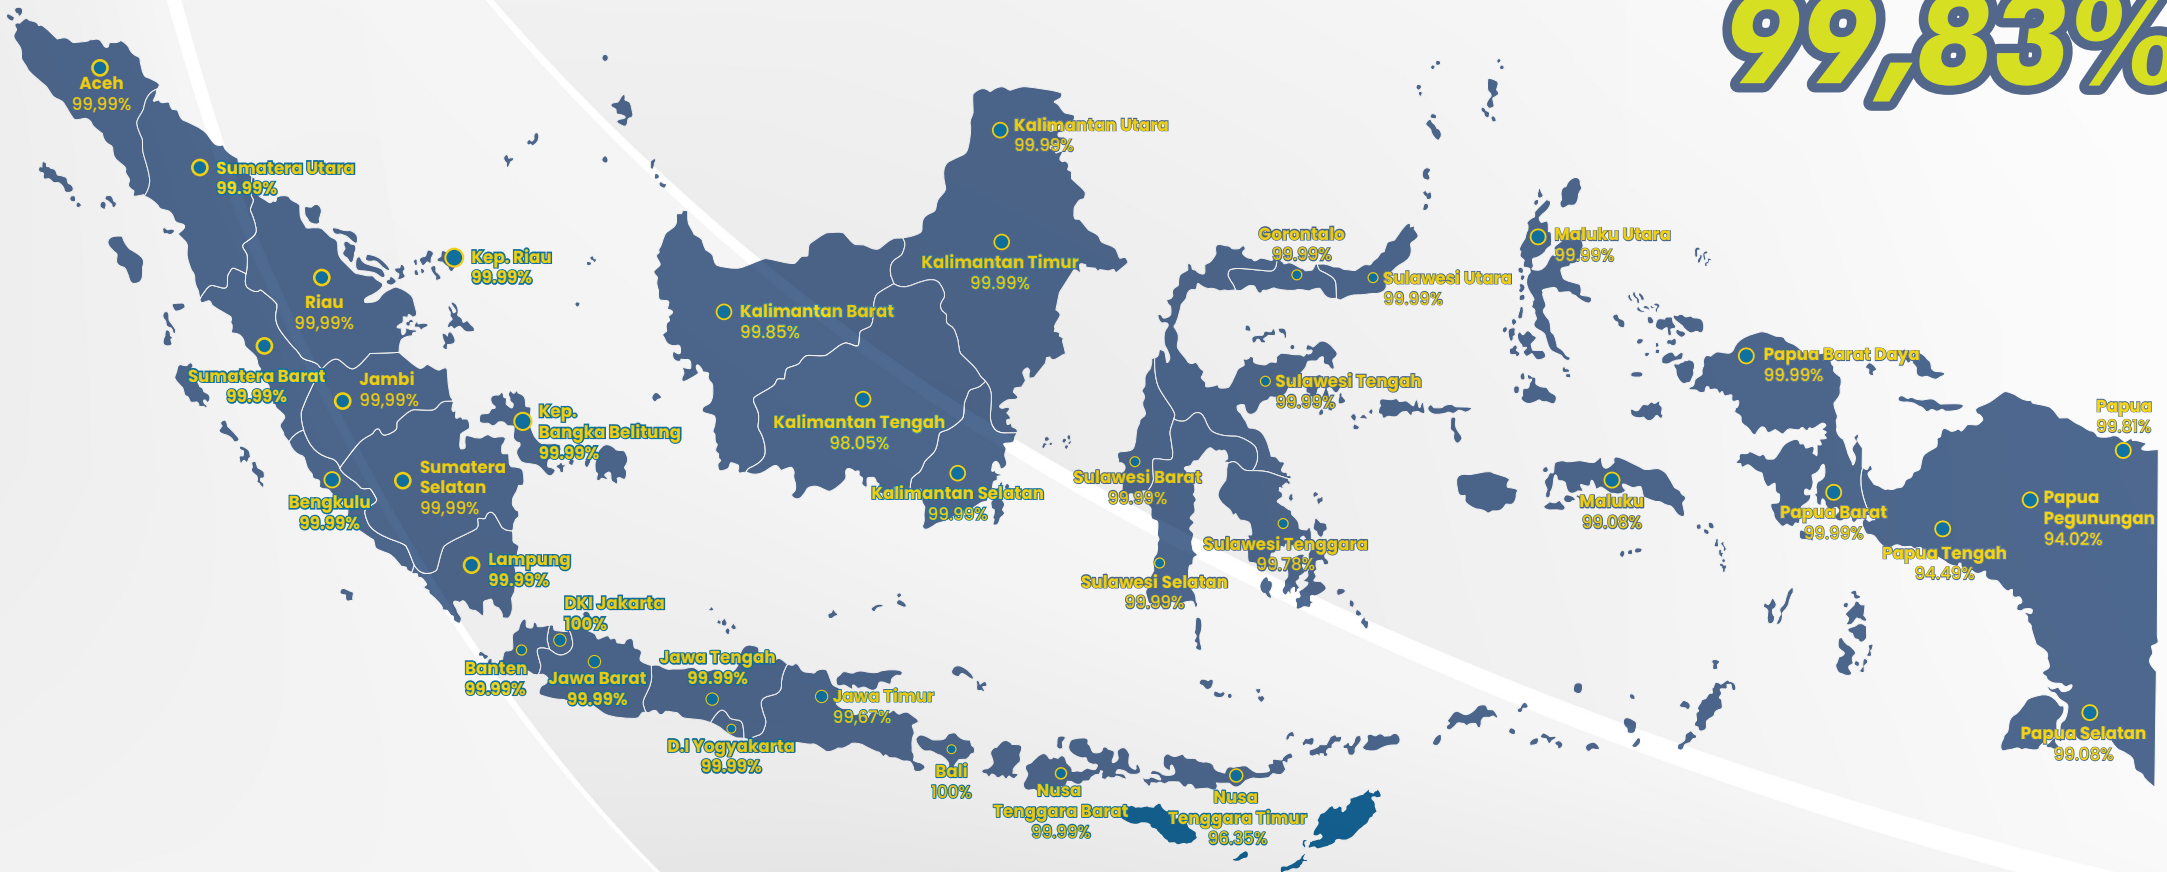 99,83%
Aceh
99,99%
Sumatera Utara
99.99%
Kep. Riau
99.99%
Riau
99,99%
Sumatera Barat
99.99%
Jambi
99,99%
Kep.
Bangka Belitung
99.99%
Sumatera
Selatan
99,99%
Bengkulu
99.99%
Lampung
99.99%
DKI Jakarta
100%
Banten
99.99%
Jawa Barat
99.99%
Jawa Tengah
99.99%
D.I Yogyakarta
99.99%
Jawa Timur
99,67%
Bali
100%
Nusa
Tenggara Barat
99.99%
Nusa
Tenggara Timur
96.35%
Kalimantan Utara
99.99%
Kalimantan Timur
99.99%
Kalimantan Barat
99.85%
Kalimantan Tengah
98.05%
Kalimantan Selatan
99.99%
Gorontalo
99.99%
Sulawesi Utara
99.99%
Sulawesi Tengah
99.99%
Sulawesi Barat
99.99%
Sulawesi Tenggara
99.78%
Sulawesi Selatan
99.99%
Maluku Utara
99.99%
Maluku
99.08%
Papua Barat Daya
99.99%
Papua Barat
99.99%
Papua
99.81%
Papua
Pegunungan
94.02%
Papua Tengah
94.49%
Papua Selatan
99.08%